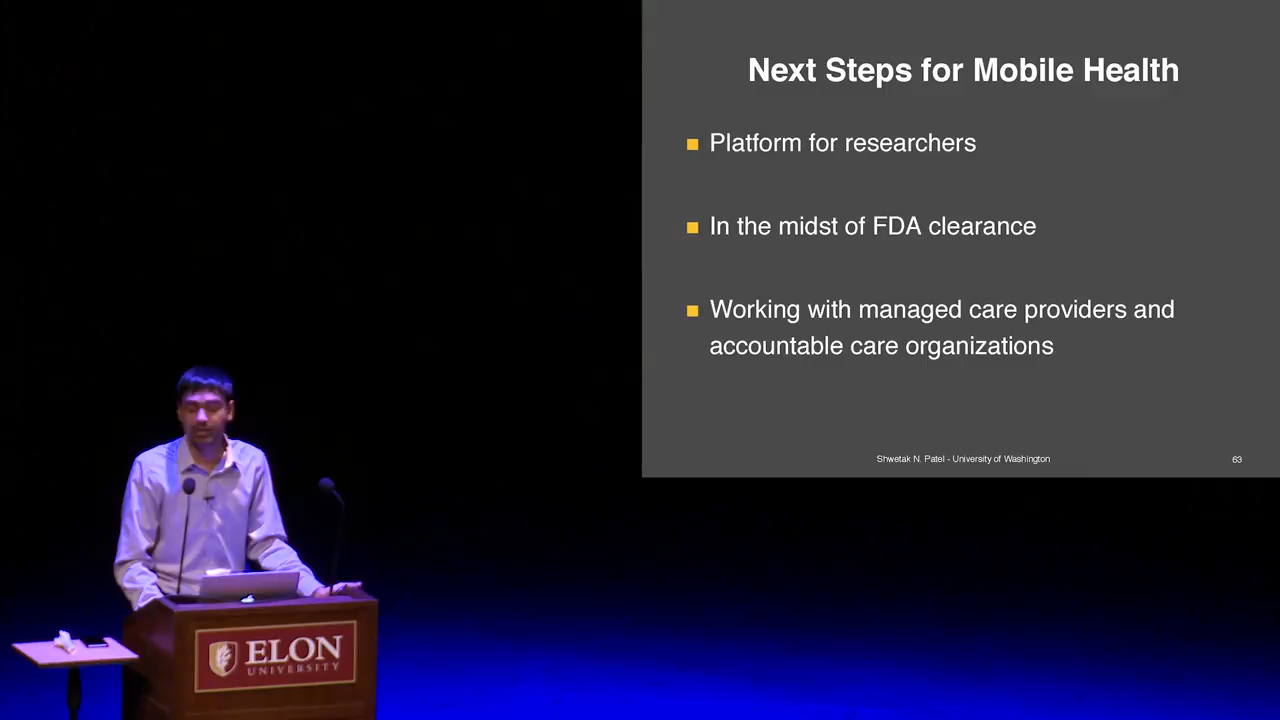 Next Steps for Mobile Health
Platform for researchers
In the midst of FDA clearance
Working with managed care providers and
accountable care organizations
Shwetak N. Patel - University of Washington
63
ELON
UNIVERSITY